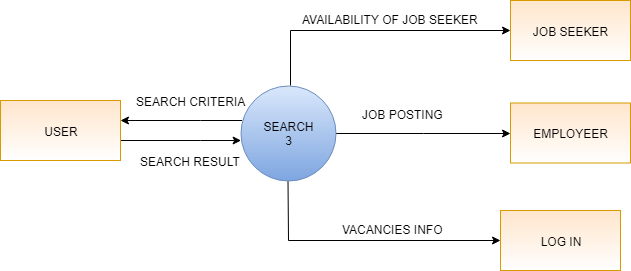 AVAILABILITY OF JOB SEEKER
JOB SEEKER
SEARCH CRITERIA
USER
SEARCH RESULT
SEARCH
3
JOB POSTING
EMPLOYEER
VACANCIES INFO
LOG IN